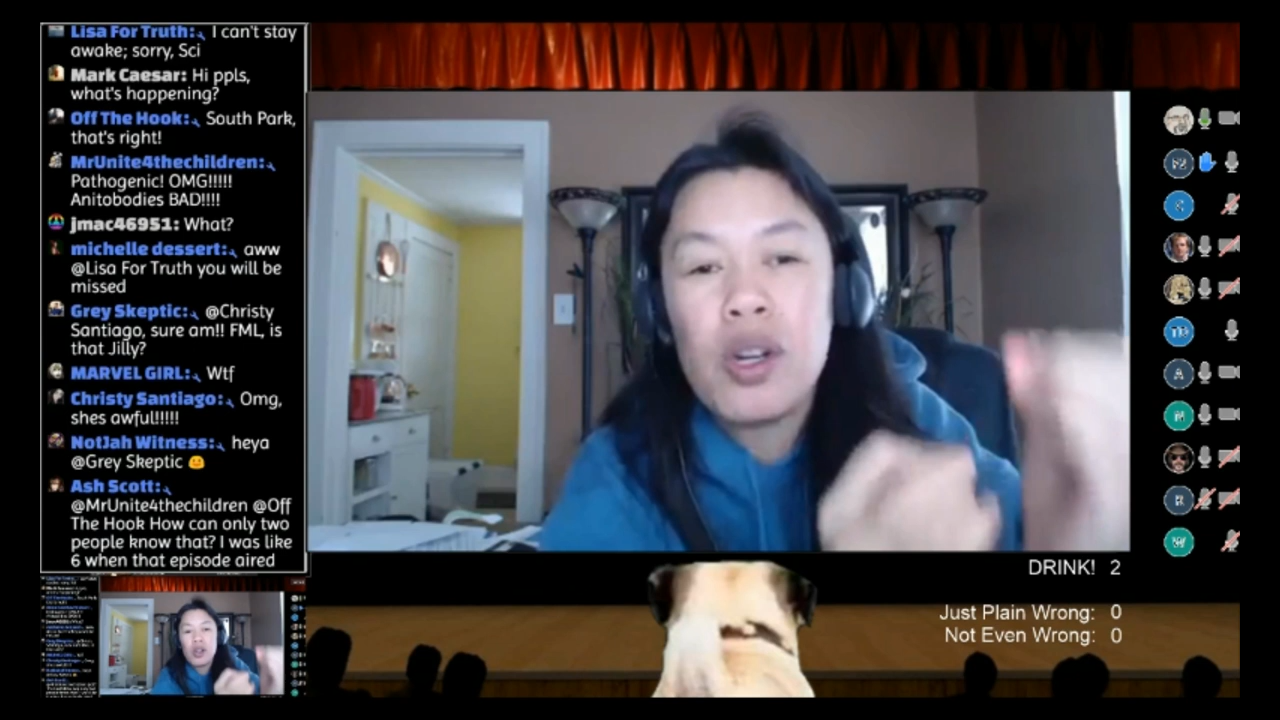 Lisa For Truth: I can't stay
awake; sorry, Sci
Mark Caesar: Hi ppls,
what's happening?
Off The Hook: South Park,
that's right!
MrUnite4thechildren:
Pathogenic! OMG!!!!!
Anitobodies BAD!!!!
jmac46951: What?
michelle dessert: aww
@Lisa For Truth you will be
missed
Grey Skeptic: @Christy
Santiago, sure am!! FML, is
that Jilly?
MARVEL GIRL: Wtf
Christy Santiago: Omg,
shes awful!!!!!
NotJah Witness: heya
@Grey Skeptic
Ash Scott:
@MrUnite4thechildren @Off
The Hook How can only two
people know that? I was like
6 when that episode aired
DRINK! 2
Just Plain Wrong: 0
Not Even Wrong: 0
A